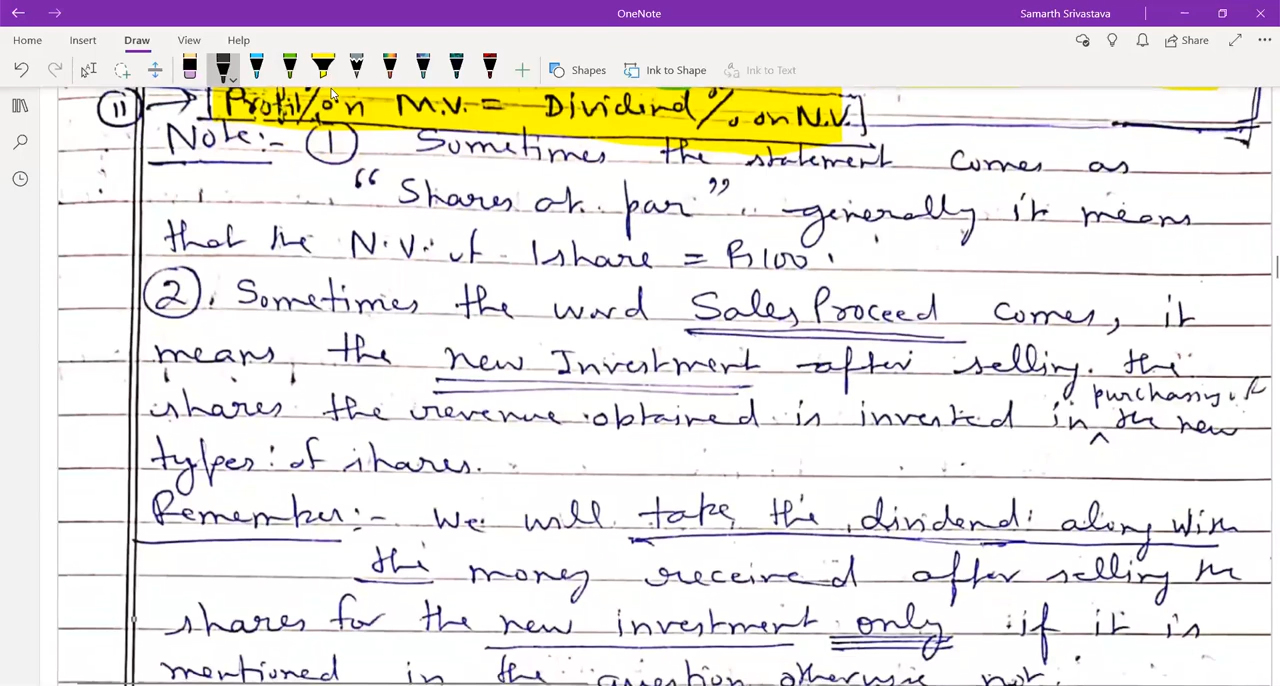 OneNote
Samarth Srivastava
Home Insert Draw View Help
Share
Shapes
Ink to Shape
Ink to Text
(11) → [Profit% on M.V. = Dividend% on N.V.]
Note:- (1) Sometimes the statement comes as
"Shares at par". generally it means
that the N.V. of 1 share = Rs 100.
(2). Sometimes the word Sales Proceed comes, it
means the new Investment after selling the
purchasing of
shares the revenue obtained is invested in ^ the new
types of shares.
Remember:- We will take the dividend along with
the money received after selling the
shares for the new investment only if it is
mentioned in the question otherwise not.